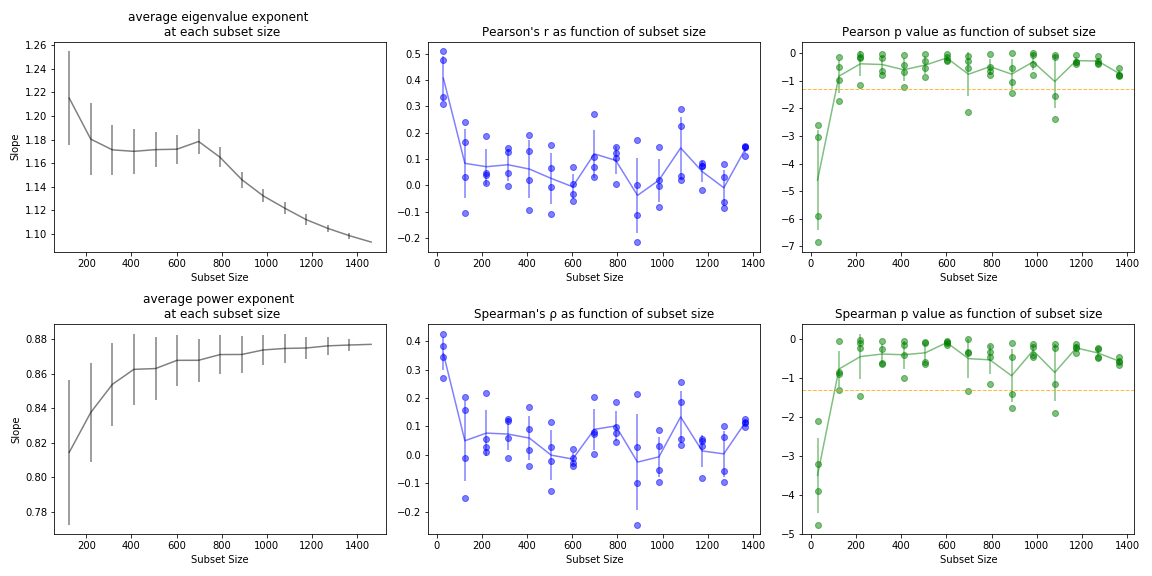 average eigenvalue exponent
at each subset size
1.26
1.24
1.22
1.20
1.18
1.16
1.14
1.12
1.10
Slope
200 400 600 800 1000 1200 1400
Subset Size
Pearson's r as function of subset size
0.5
0.4
0.3
0.2
0.1
0.0
−0.1
−0.2
0 200 400 600 800 1000 1200 1400
Subset Size
Pearson p value as function of subset size
0
−1
−2
−3
−4
−5
−6
−7
0 200 400 600 800 1000 1200 1400
Subset Size
average power exponent
at each subset size
0.88
0.86
0.84
0.82
0.80
0.78
Slope
200 400 600 800 1000 1200 1400
Subset Size
Spearman's ρ as function of subset size
0.4
0.3
0.2
0.1
0.0
−0.1
−0.2
0 200 400 600 800 1000 1200 1400
Subset Size
Spearman p value as function of subset size
0
−1
−2
−3
−4
−5
0 200 400 600 800 1000 1200 1400
Subset Size